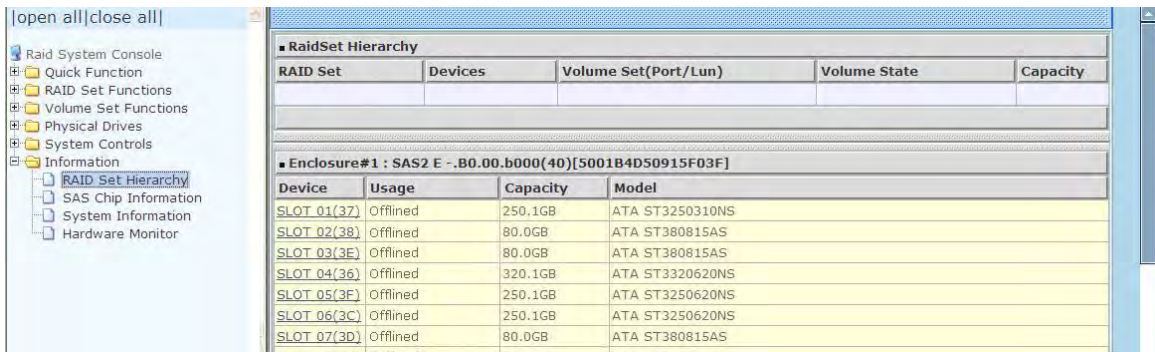 |open all|close all|
Raid System Console
Quick Function
RAID Set Functions
Volume Set Functions
Physical Drives
System Controls
Information
RAID Set Hierarchy
SAS Chip Information
System Information
Hardware Monitor
RaidSet Hierarchy
RAID Set Devices Volume Set(Port/Lun) Volume State Capacity
Enclosure#1 : SAS2 E -.B0.00.b000(40)[5001B4D50915F03F]
Device Usage Capacity Model
SLOT 01(37) Offlined 250.1GB ATA ST3250310NS
SLOT 02(38) Offlined 80.0GB ATA ST380815AS
SLOT 03(3E) Offlined 80.0GB ATA ST380815AS
SLOT 04(36) Offlined 320.1GB ATA ST3320620NS
SLOT 05(3F) Offlined 250.1GB ATA ST3250620NS
SLOT 06(3C) Offlined 250.1GB ATA ST3250620NS
SLOT 07(3D) Offlined 80.0GB ATA ST380815AS